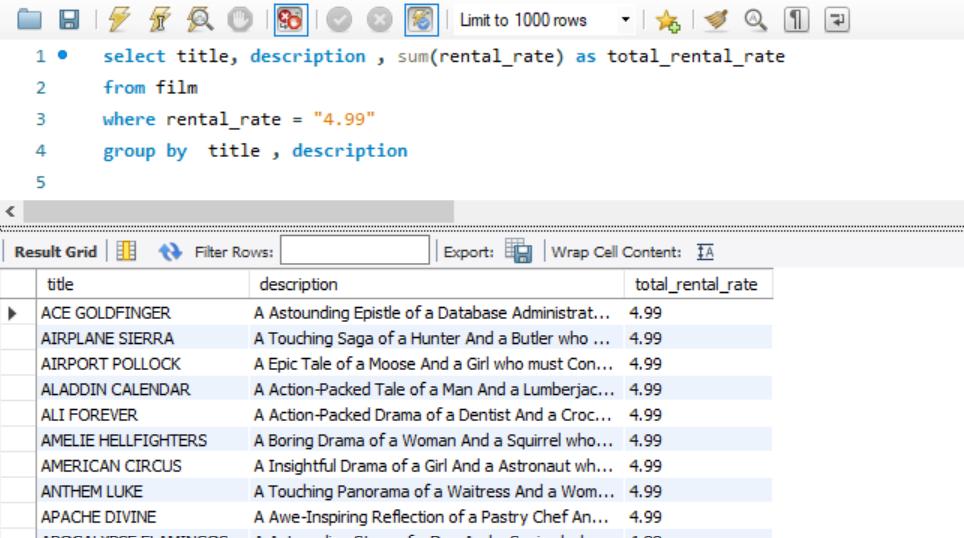 Limit to 1000 rows
1 select title, description , sum(rental_rate) as total_rental_rate
2 from film
3 where rental_rate = "4.99"
4 group by title , description
5
Result Grid Filter Rows: Export: Wrap Cell Content: IA
title description total_rental_rate
ACE GOLDFINGER A Astounding Epistle of a Database Administrat... 4.99
AIRPLANE SIERRA A Touching Saga of a Hunter And a Butler who ... 4.99
AIRPORT POLLOCK A Epic Tale of a Moose And a Girl who must Con... 4.99
ALADDIN CALENDAR A Action-Packed Tale of a Man And a Lumberjac... 4.99
ALI FOREVER A Action-Packed Drama of a Dentist And a Croc... 4.99
AMELIE HELLFIGHTERS A Boring Drama of a Woman And a Squirrel who... 4.99
AMERICAN CIRCUS A Insightful Drama of a Girl And a Astronaut wh... 4.99
ANTHEM LUKE A Touching Panorama of a Waitress And a Wom... 4.99
APACHE DIVINE A Awe-Inspiring Reflection of a Pastry Chef An... 4.99